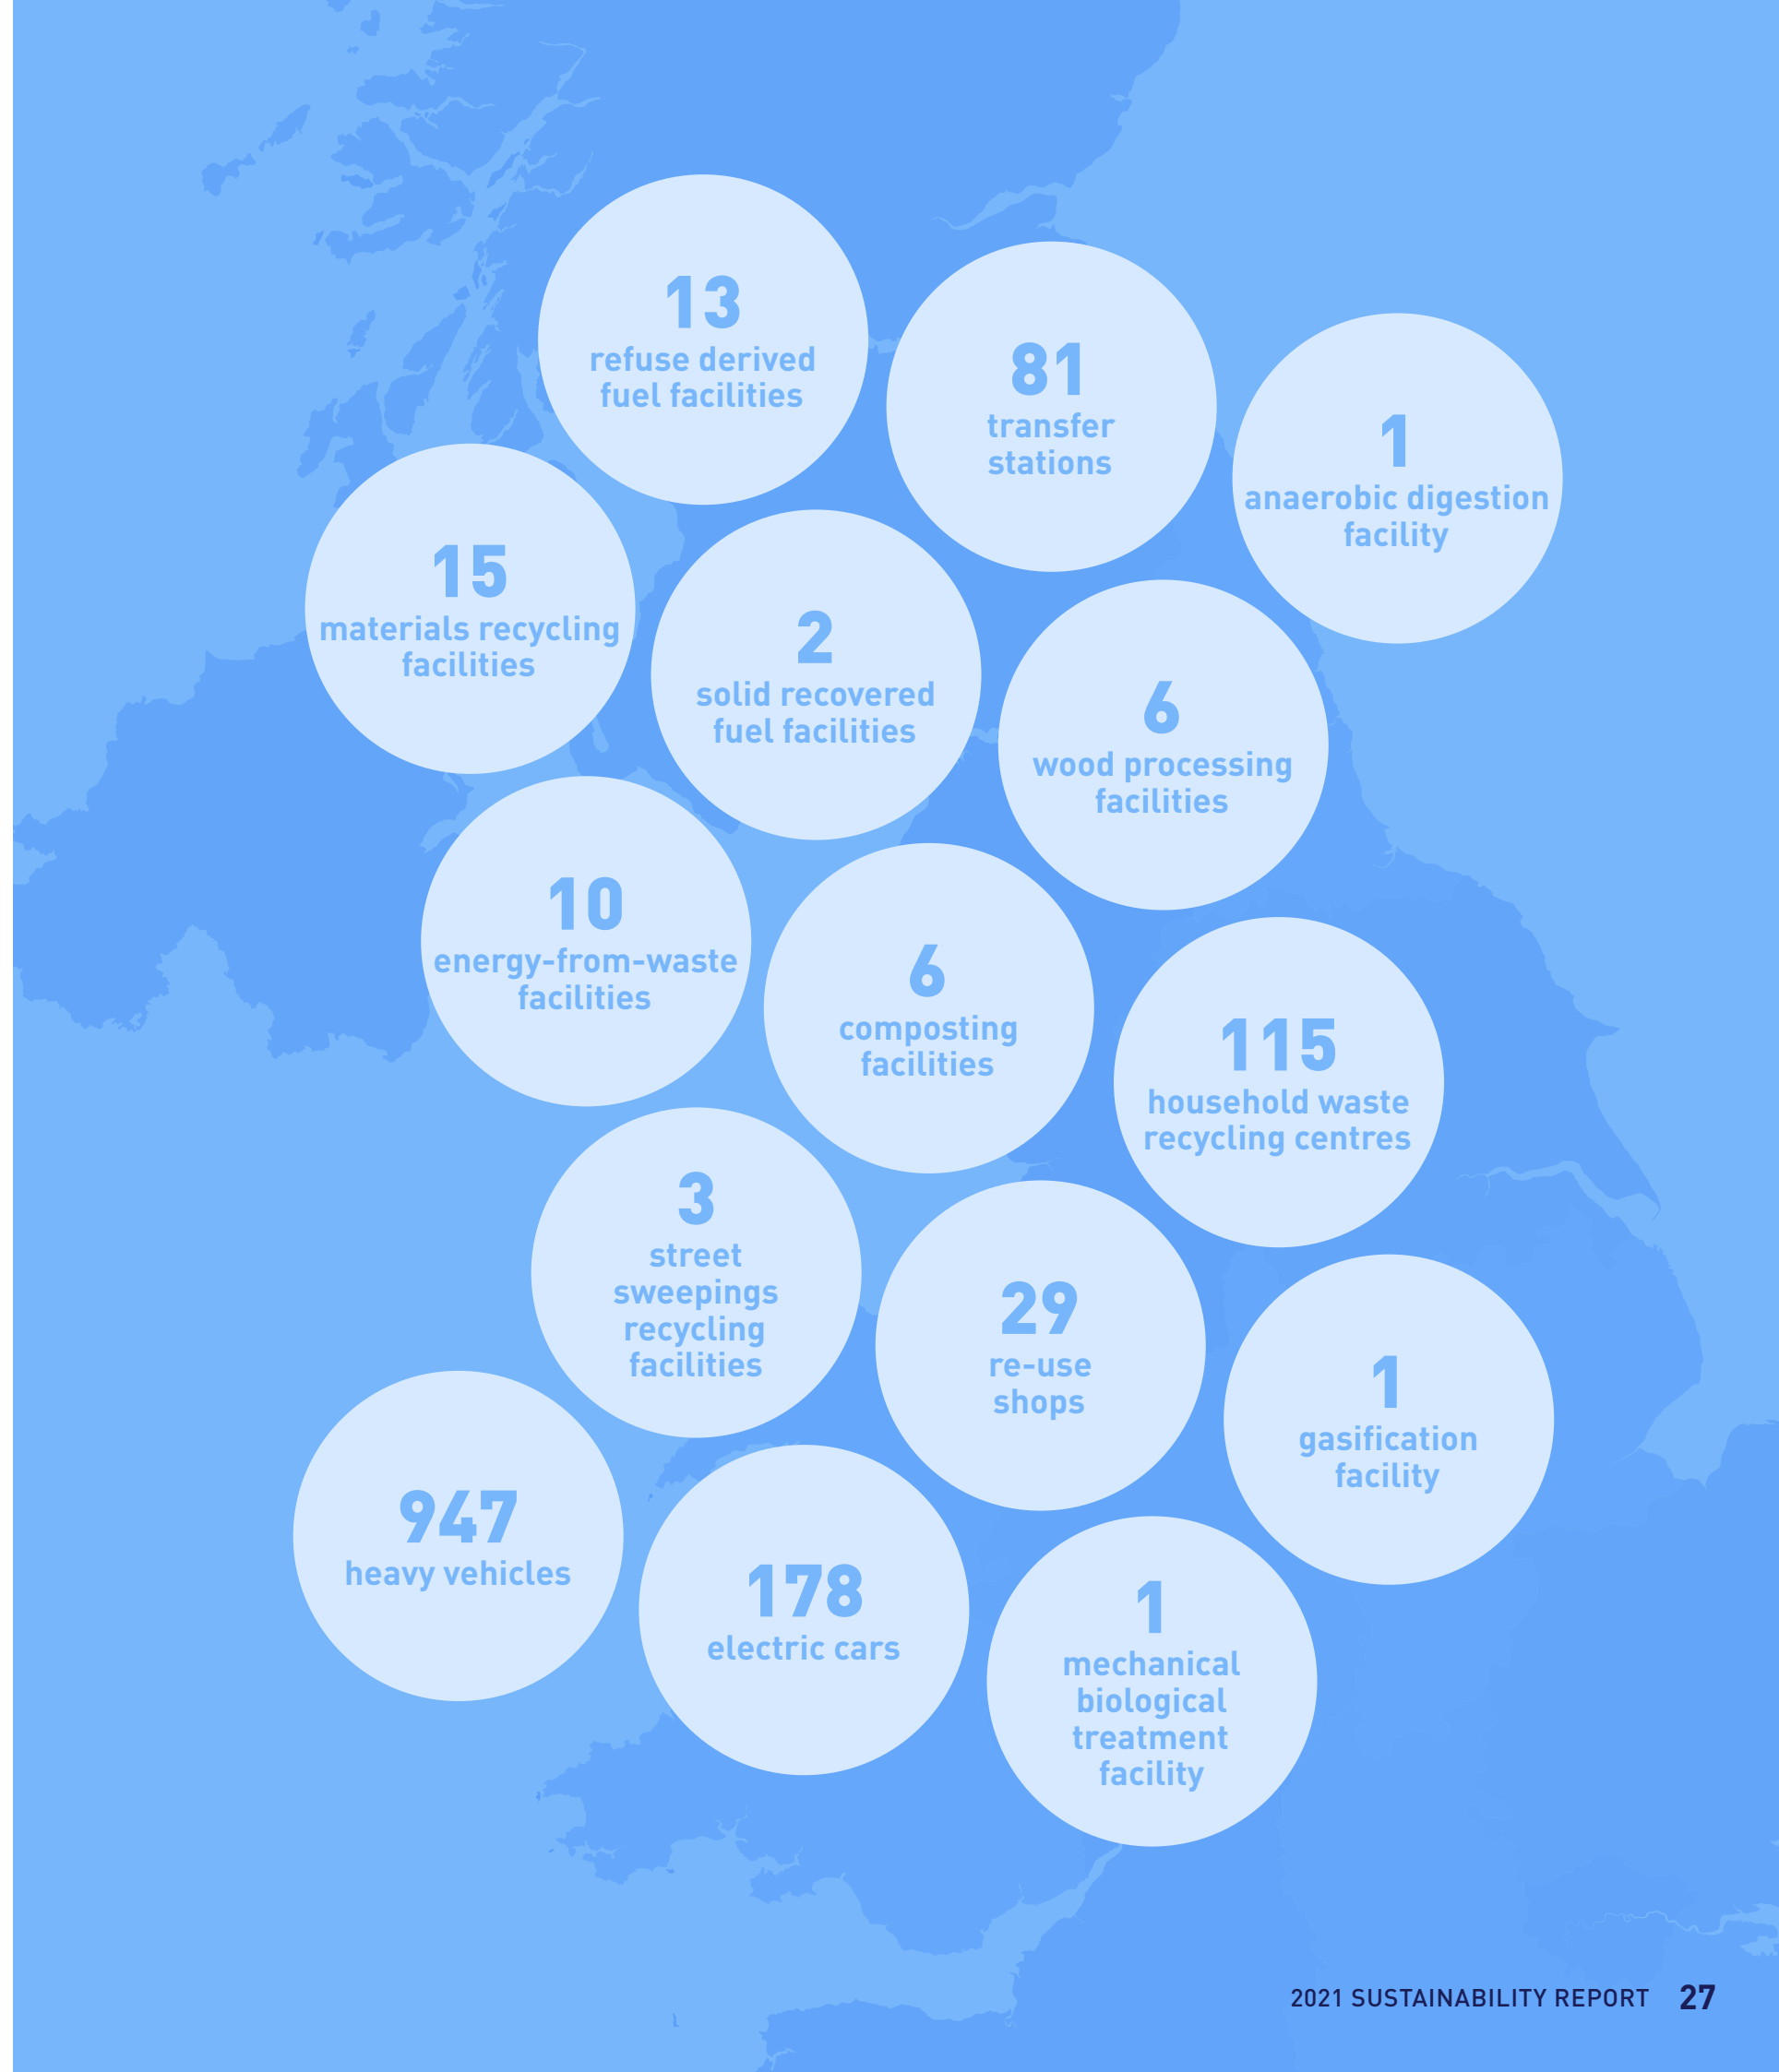 13
refuse derived
fuel facilities
81
transfer
stations
1
anaerobic digestion
facility
15
materials recycling
facilities
2
solid recovered
fuel facilities
6
wood processing
facilities
10
energy-from-waste
facilities
6
composting
facilities
115
household waste
recycling centres
3
street
sweepings
recycling
facilities
29
re-use
shops
1
gasification
facility
947
heavy vehicles
178
electric cars
1
mechanical
biological
treatment
facility
2021 SUSTAINABILITY REPORT 27